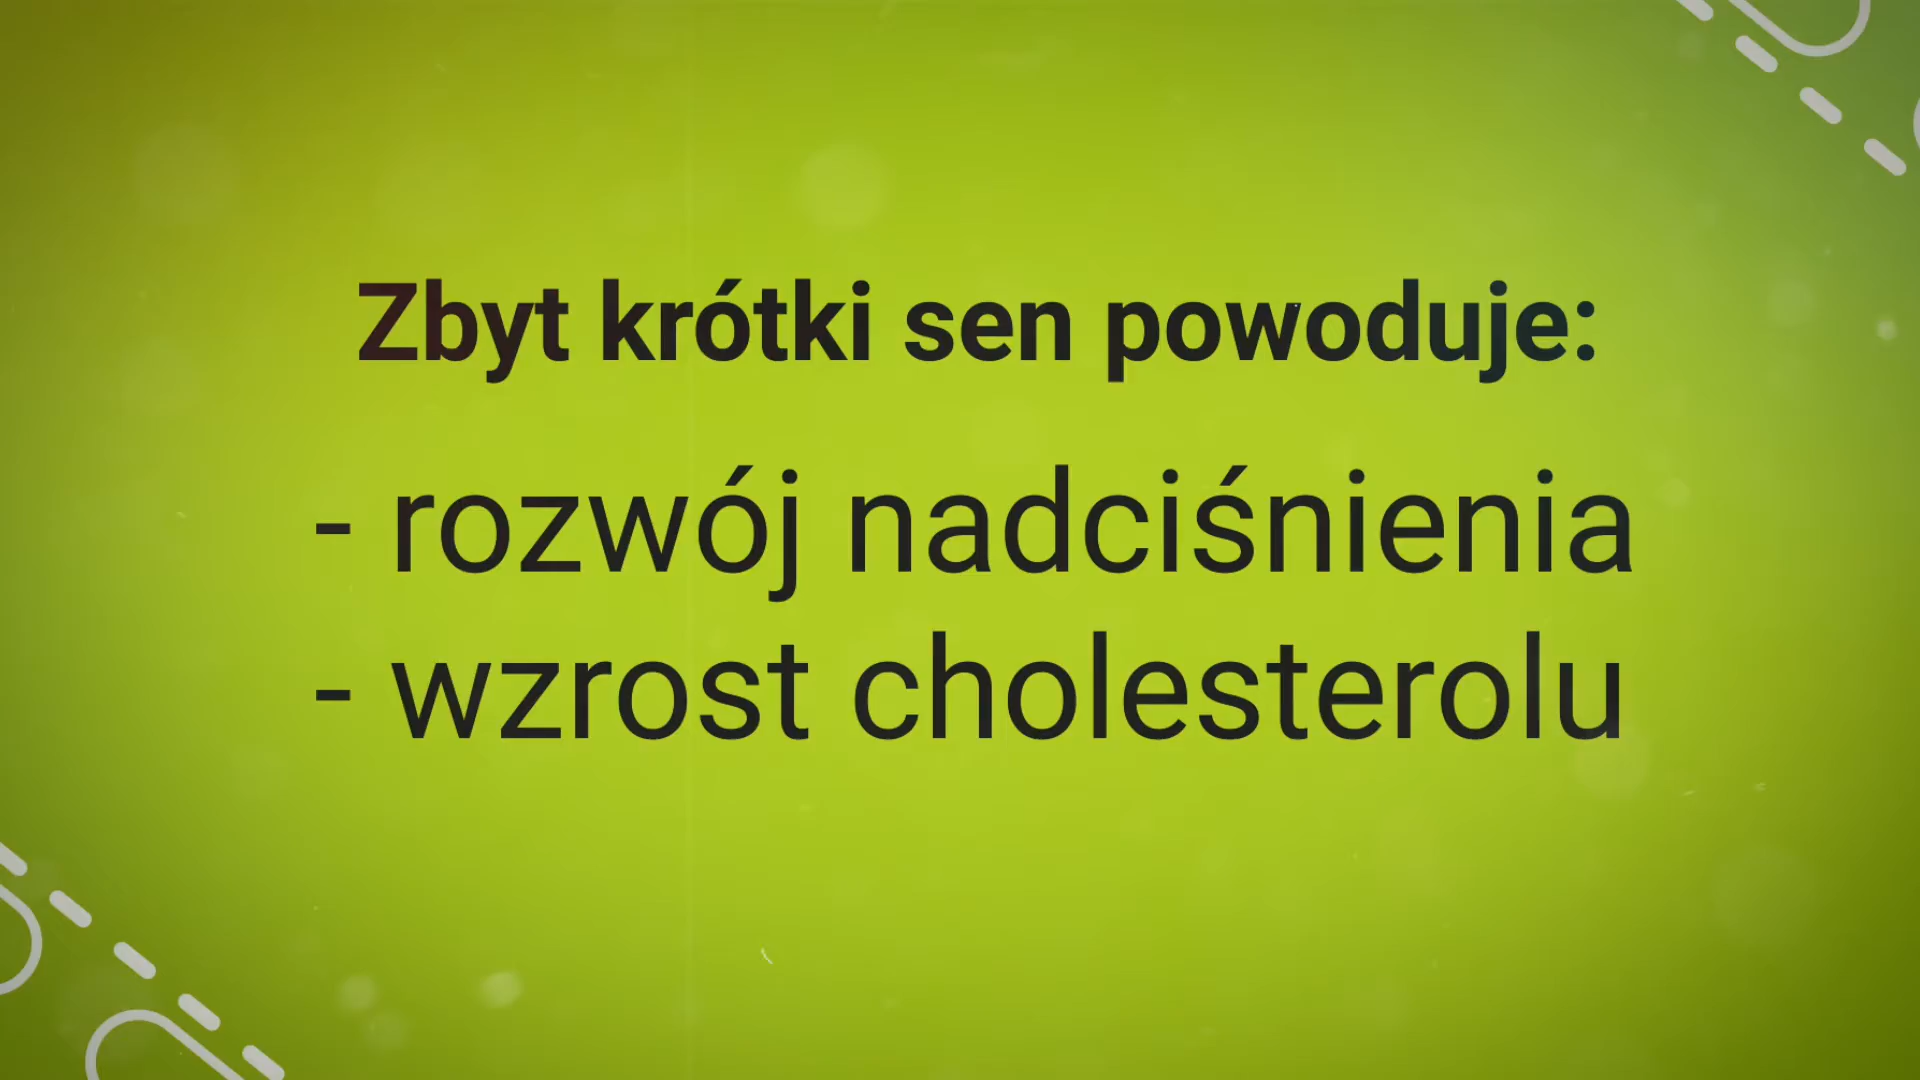 Zbyt krótki sen powoduje:
- rozwój nadciśnienia
- wzrost cholesterolu